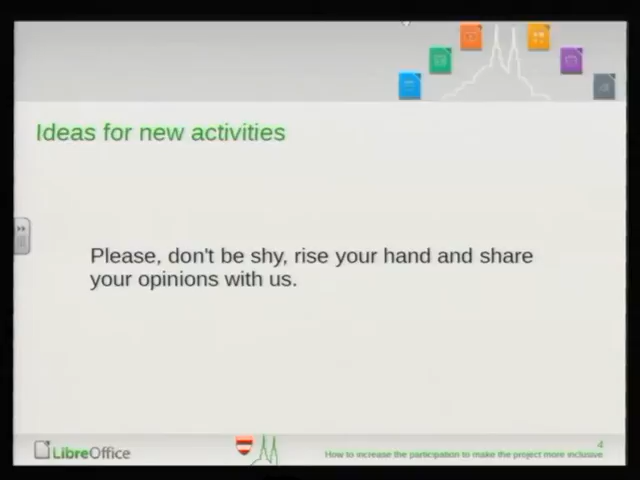 Ideas for new activities
Please, don't be shy, rise your hand and share
your opinions with us.
LibreOffice
4
How to increase the participation to make the project more inclusive